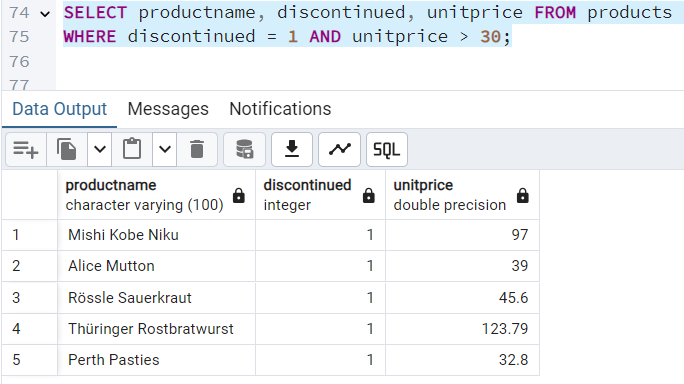 74 SELECT productname, discontinued, unitprice FROM products
75 WHERE discontinued = 1 AND unitprice > 30;
76
77
Data Output Messages Notifications
SQL
productname discontinued unitprice
character varying (100) integer double precision
1 Mishi Kobe Niku 1 97
2 Alice Mutton 1 39
3 Rössle Sauerkraut 1 45.6
4 Thüringer Rostbratwurst 1 123.79
5 Perth Pasties 1 32.8